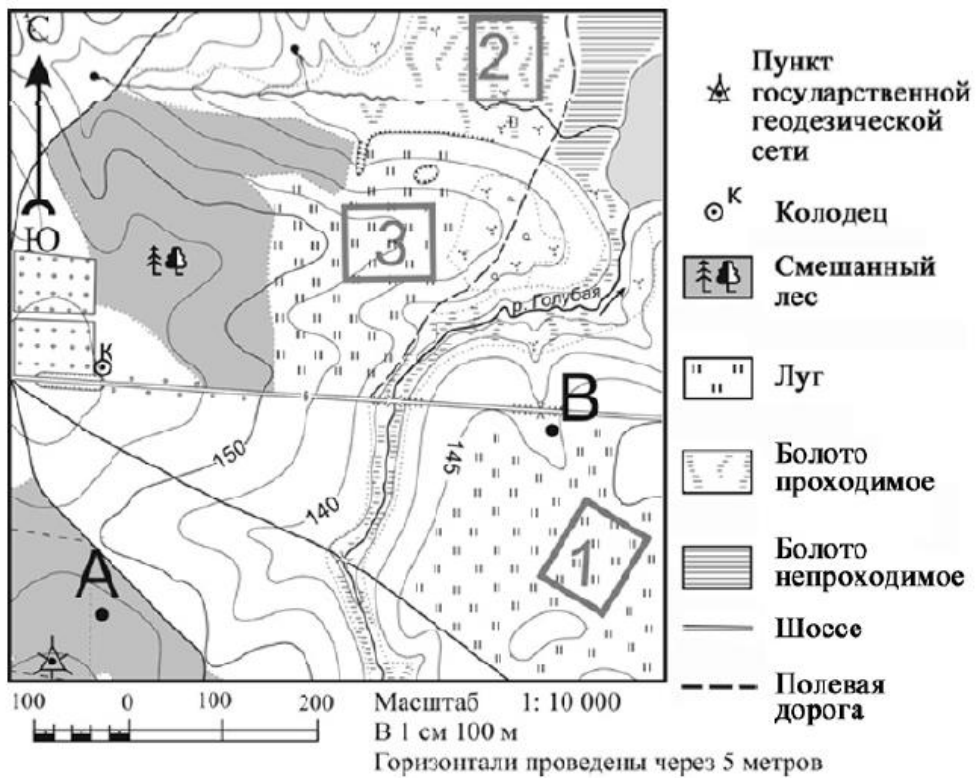 С
Ю
2
3
К
р. Голубая
6
В
150
145
140
1
А
Пункт
государственной
геодезической
сети
К
Колодец
Смешанный
лес
Луг
Болото
проходимое
Болото
непроходимое
Шоссе
Полевая
дорога
100 0 100 200
Масштаб 1: 10 000
В 1 см 100 м
Горизонтали проведены через 5 метров